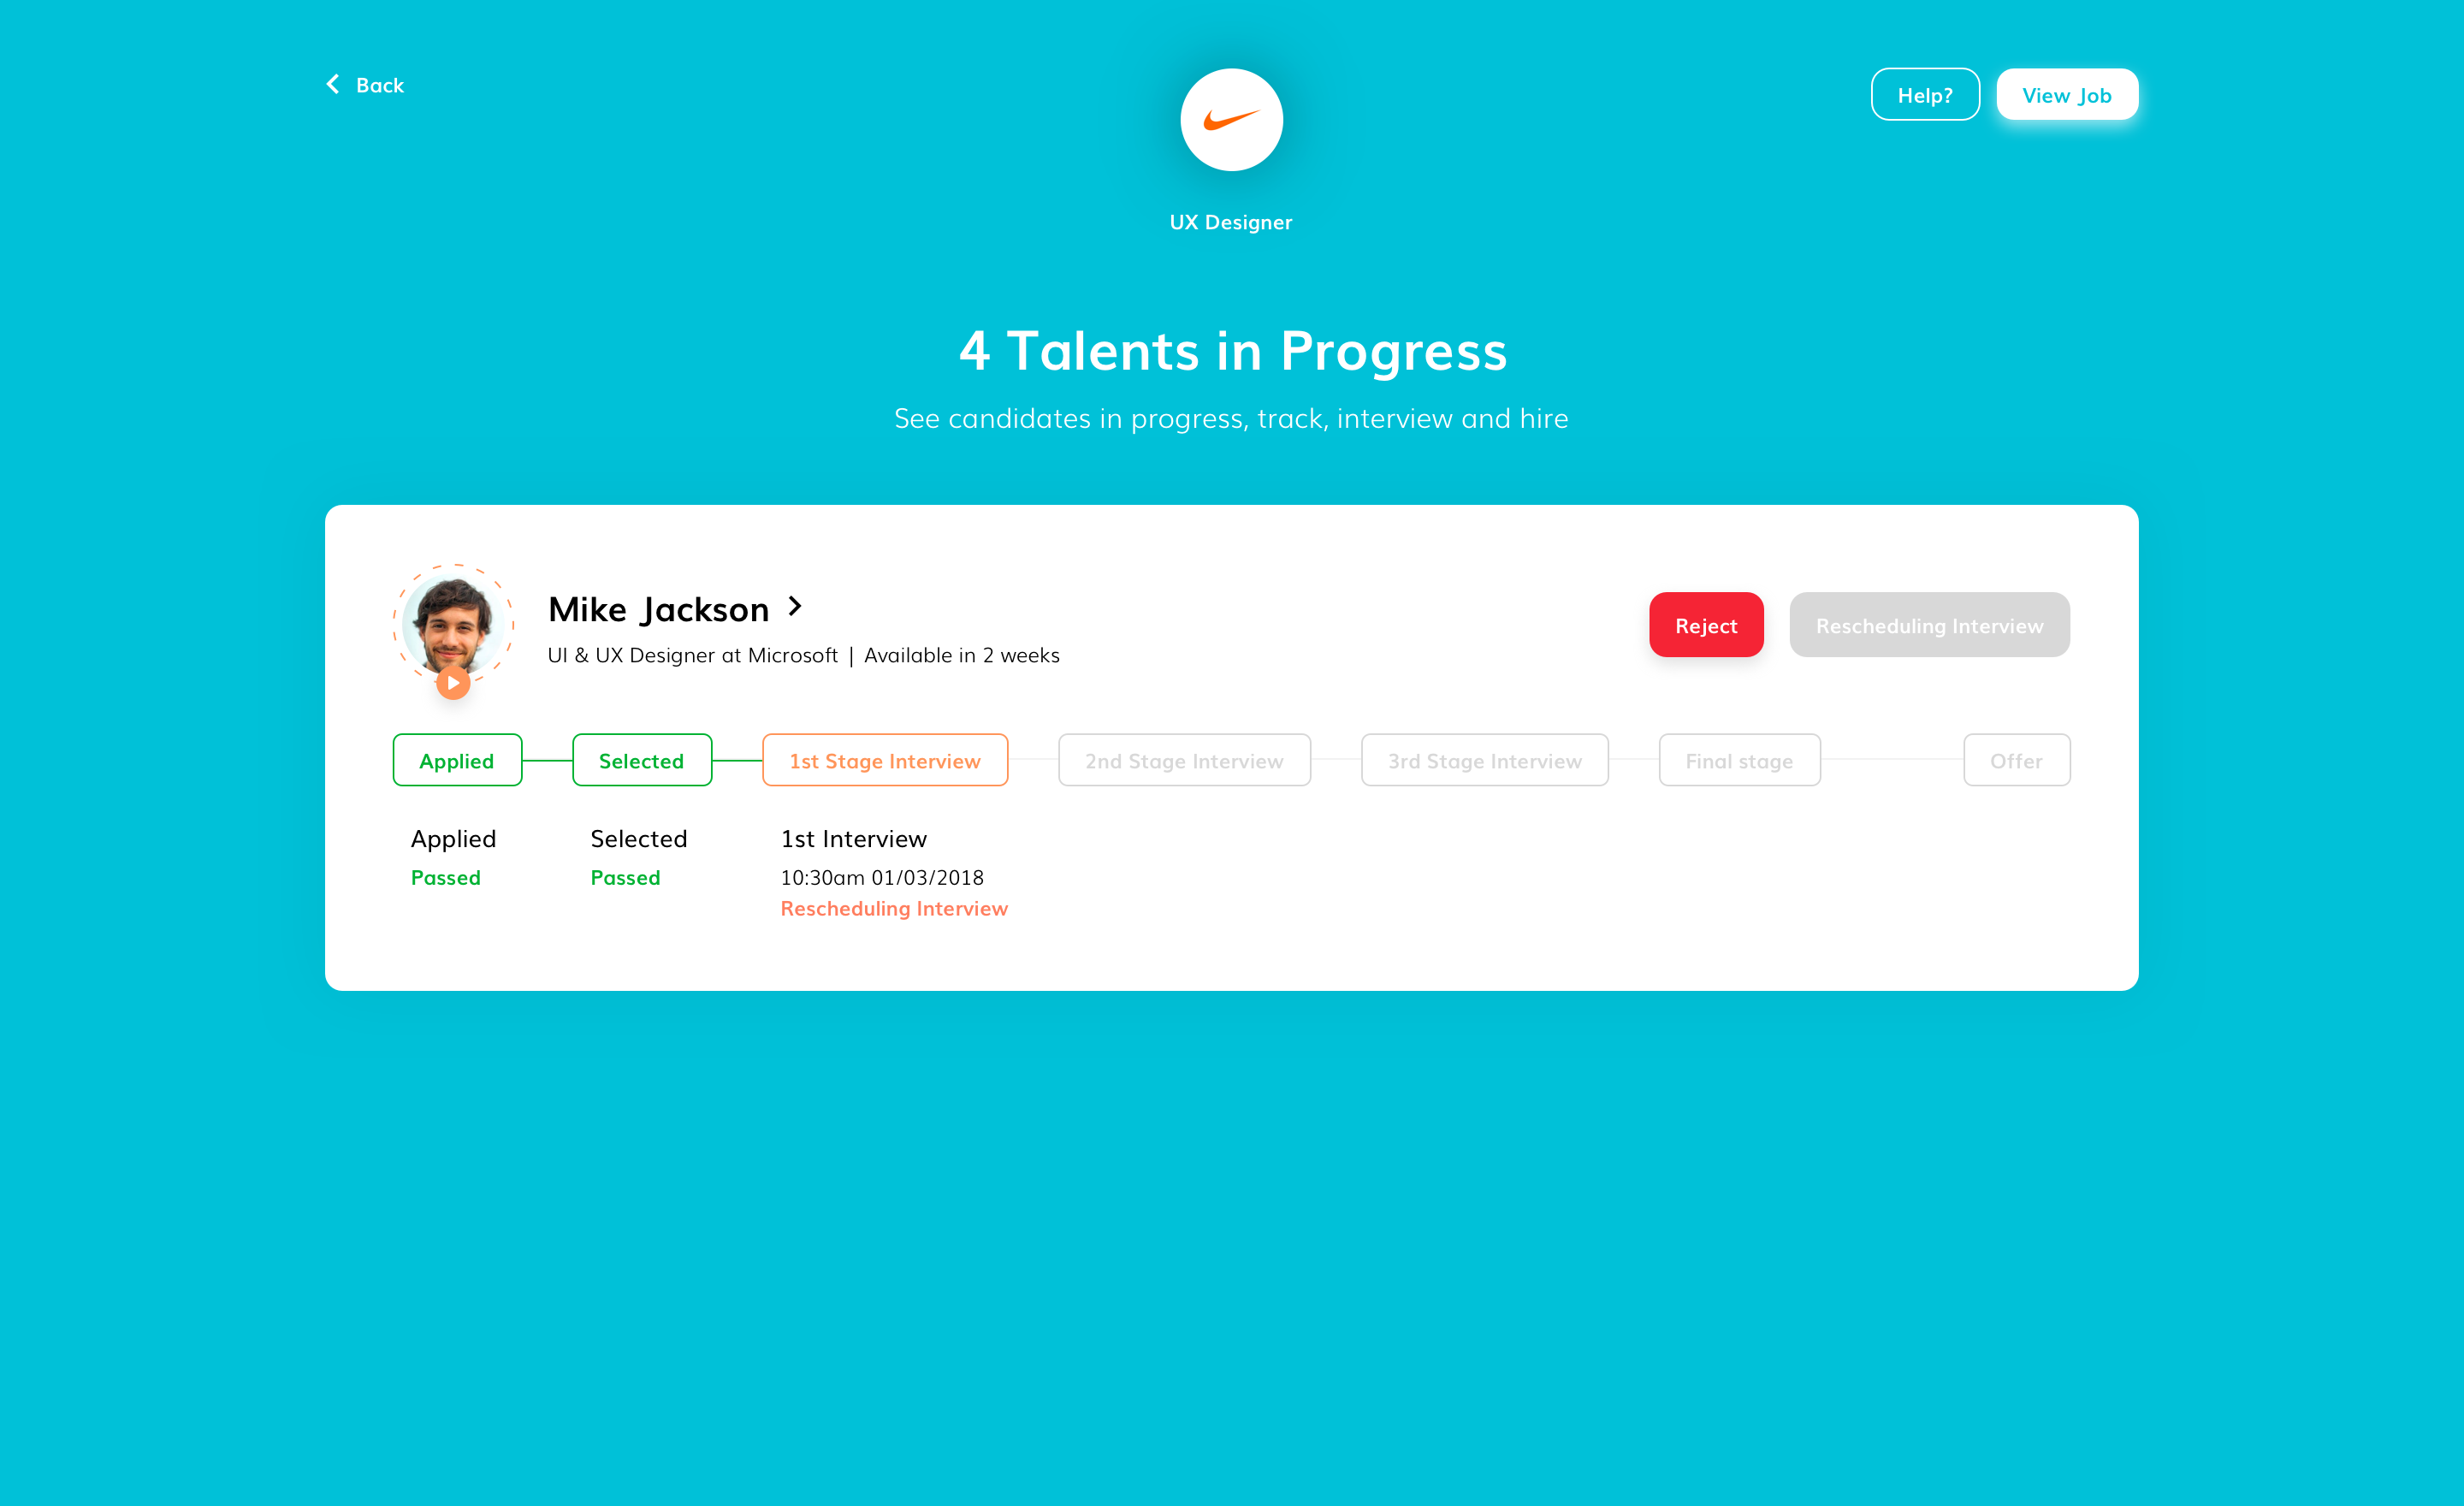 Back
Help?
View Job
UX Designer
4 Talents in Progress
See candidates in progress, track, interview and hire
Mike Jackson
UI & UX Designer at Microsoft | Available in 2 weeks
Reject
Rescheduling Interview
Applied
Selected
1st Stage Interview
2nd Stage Interview
3rd Stage Interview
Final stage
Offer
Applied
Passed
Selected
Passed
1st Interview
10:30am 01/03/2018
Rescheduling Interview